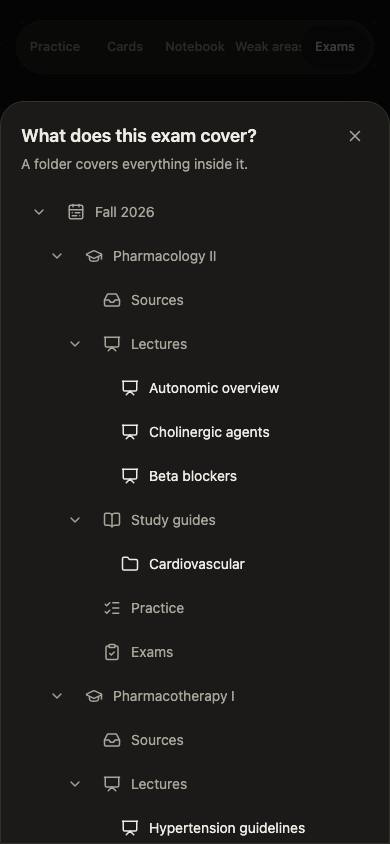 Practice Cards Notebook Weak areas Exams
What does this exam cover?
A folder covers everything inside it.
Fall 2026
Pharmacology II
Sources
Lectures
Autonomic overview
Cholinergic agents
Beta blockers
Study guides
Cardiovascular
Practice
Exams
Pharmacotherapy I
Sources
Lectures
Hypertension guidelines